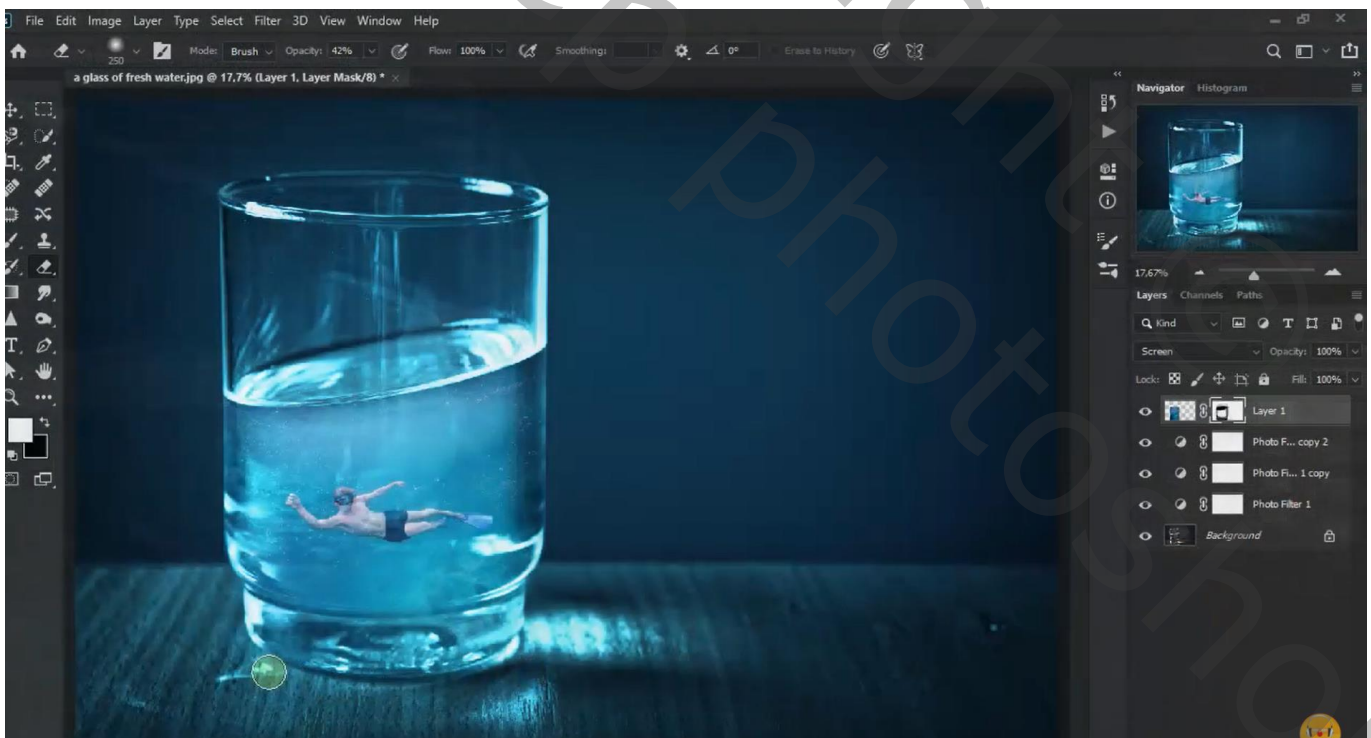 File Edit Image Layer Type Select Filter 3D View Window Help
250 Mode: Brush Opacity: 42% Flow: 100% Smoothing: 0° Erase to History
a glass of fresh water.jpg @ 17,7% (Layer 1, Layer Mask/8) *
Navigator Histogram
17,67%
Layers Channels Paths
Kind
Screen Opacity: 100%
Lock: Fill: 100%
Layer 1
Photo F... copy 2
Photo Fi... 1 copy
Photo Filter 1
Background
photosho